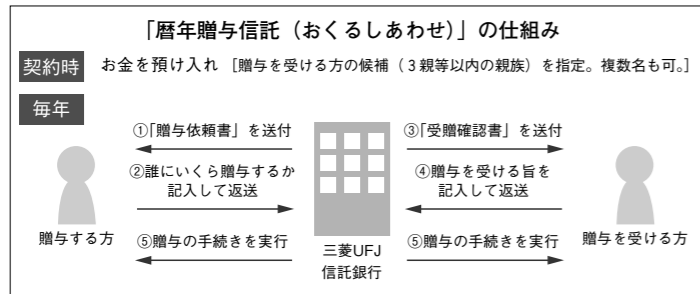 「暦年贈与信託（おくるしあわせ）」の仕組み
契約時 お金を預け入れ［贈与を受ける方の候補（３親等以内の親族）を指定。複数名も可。］
毎年
①「贈与依頼書」を送付
②誰にいくら贈与するか
記入して返送
⑤贈与の手続きを実行
贈与する方
三菱UFJ
信託銀行
③「受贈確認書」を送付
④贈与を受ける旨を
記入して返送
⑤贈与の手続きを実行
贈与を受ける方